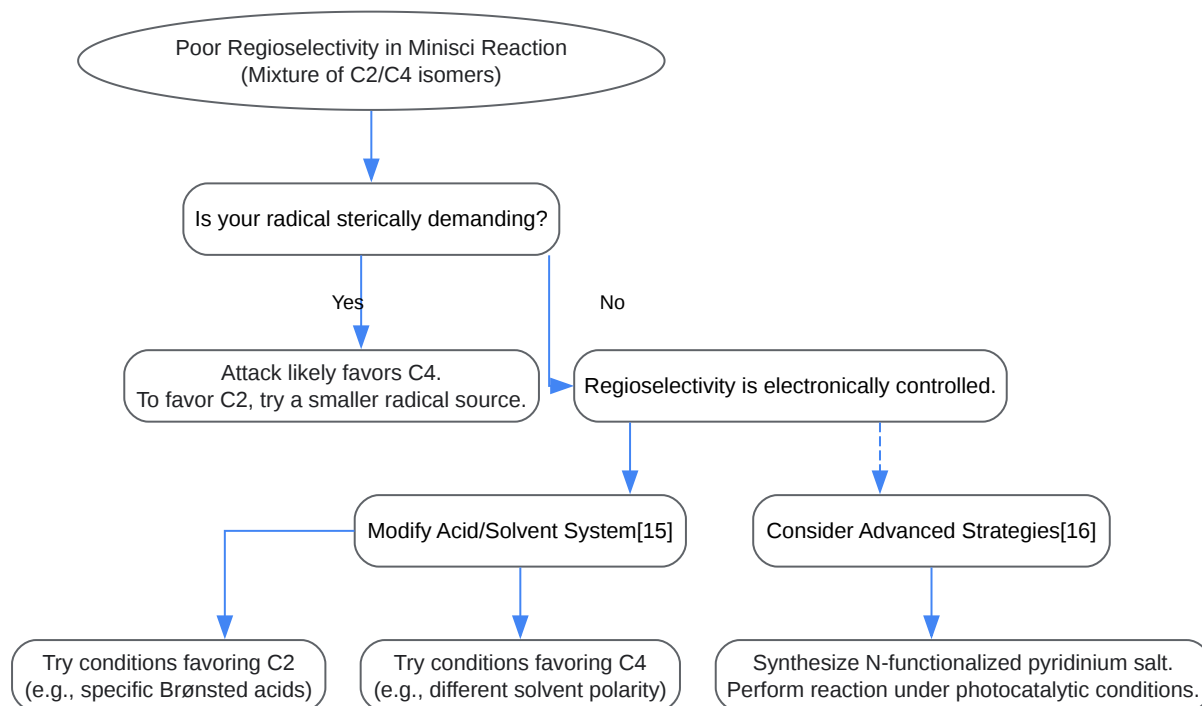 Poor Regioselectivity in Minisci Reaction
(Mixture of C2/C4 isomers)
Is your radical sterically demanding?
Yes
No
Attack likely favors C4.
To favor C2, try a smaller radical source.
Regioselectivity is electronically controlled.
Modify Acid/Solvent System[15]
Consider Advanced Strategies[16]
Try conditions favoring C2
(e.g., specific Brønsted acids)
Try conditions favoring C4
(e.g., different solvent polarity)
Synthesize N-functionalized pyridinium salt.
Perform reaction under photocatalytic conditions.